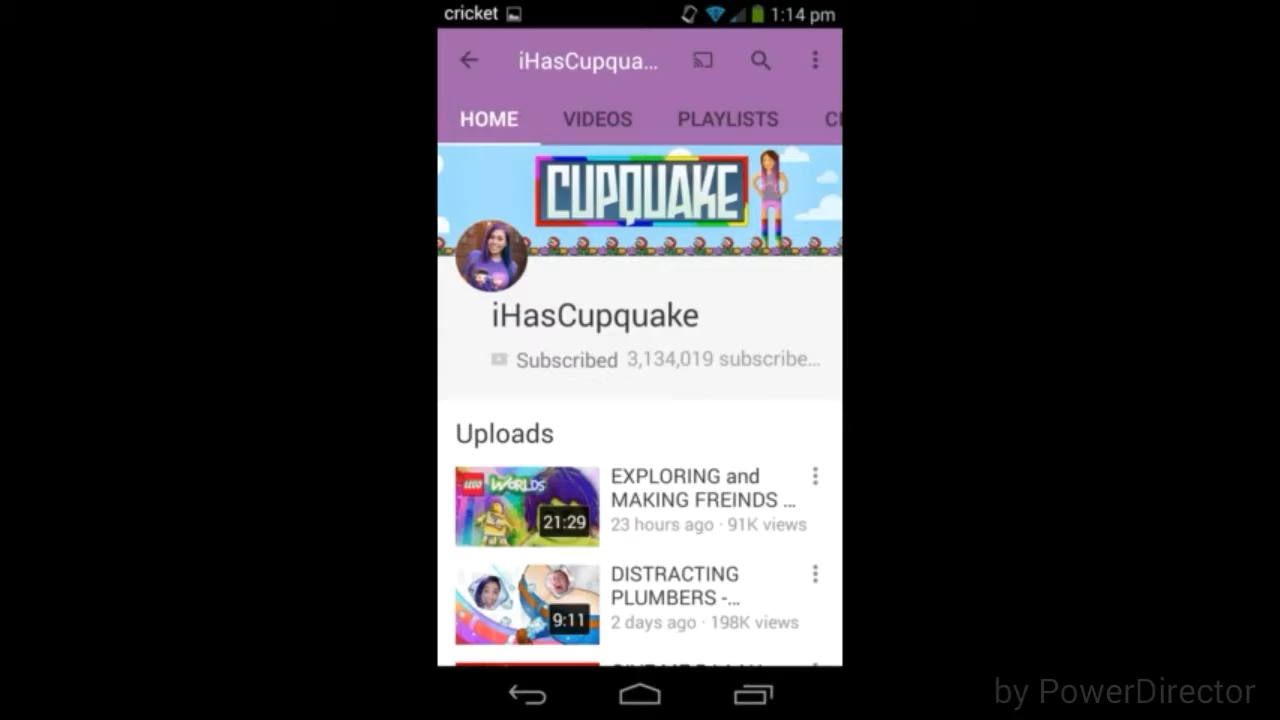 cricket
1:14 pm
iHasCupqua...
HOME VIDEOS PLAYLISTS
CUPQUAKE
iHasCupquake
Subscribed 3,134,019 subscribe...
Uploads
LEGO WORLDS
21:29
EXPLORING and
MAKING FREINDS ...
23 hours ago · 91K views
9:11
DISTRACTING
PLUMBERS -...
2 days ago · 198K views
by PowerDirector